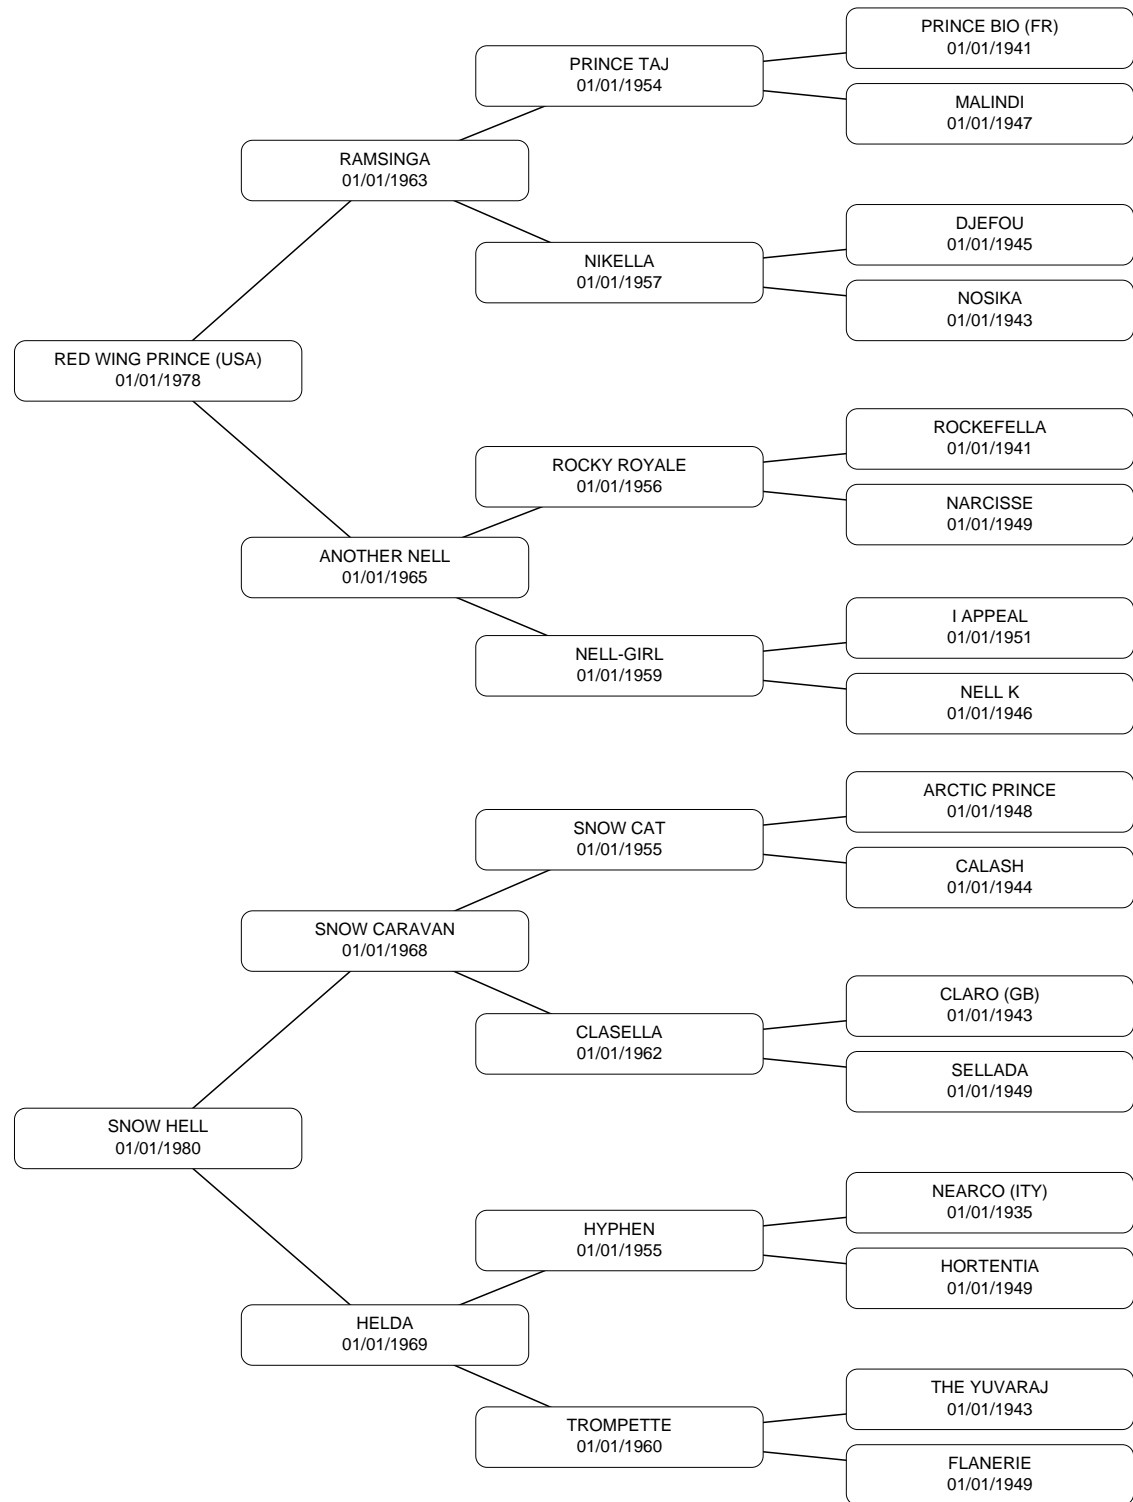 PRINCE BIO (FR)
01/01/1941
PRINCE TAJ
01/01/1954
MALINDI
01/01/1947
RAMSINGA
01/01/1963
DJEFOU
01/01/1945
NIKELLA
01/01/1957
NOSIKA
01/01/1943
RED WING PRINCE (USA)
01/01/1978
ROCKEFELLA
01/01/1941
ROCKY ROYALE
01/01/1956
NARCISSE
01/01/1949
ANOTHER NELL
01/01/1965
I APPEAL
01/01/1951
NELL-GIRL
01/01/1959
NELL K
01/01/1946
ARCTIC PRINCE
01/01/1948
SNOW CAT
01/01/1955
CALASH
01/01/1944
SNOW CARAVAN
01/01/1968
CLARO (GB)
01/01/1943
CLASELLA
01/01/1962
SELLADA
01/01/1949
SNOW HELL
01/01/1980
NEARCO (ITY)
01/01/1935
HYPHEN
01/01/1955
HORTENTIA
01/01/1949
HELDA
01/01/1969
THE YUVARAJ
01/01/1943
TROMPETTE
01/01/1960
FLANERIE
01/01/1949